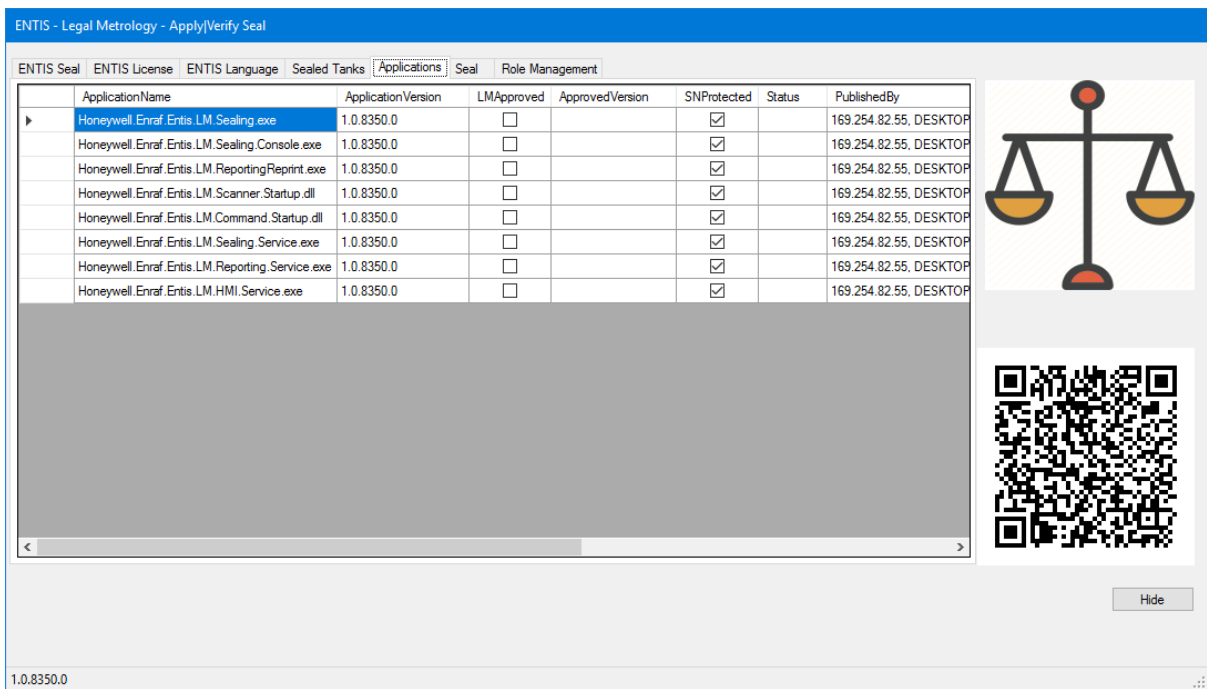 ENTIS - Legal Metrology - Apply|Verify Seal
ENTIS Seal ENTIS License ENTIS Language Sealed Tanks Applications Seal Role Management
ApplicationName ApplicationVersion LMApproved ApprovedVersion SNProtected Status PublishedBy
Honeywell.Enraf.Entis.LM.Sealing.exe 1.0.8350.0 169.254.82.55, DESKTOP
Honeywell.Enraf.Entis.LM.Sealing.Console.exe 1.0.8350.0 169.254.82.55, DESKTOP
Honeywell.Enraf.Entis.LM.ReportingReprint.exe 1.0.8350.0 169.254.82.55, DESKTOP
Honeywell.Enraf.Entis.LM.Scanner.Startup.dll 1.0.8350.0 169.254.82.55, DESKTOP
Honeywell.Enraf.Entis.LM.Command.Startup.dll 1.0.8350.0 169.254.82.55, DESKTOP
Honeywell.Enraf.Entis.LM.Sealing.Service.exe 1.0.8350.0 169.254.82.55, DESKTOP
Honeywell.Enraf.Entis.LM.Reporting.Service.exe 1.0.8350.0 169.254.82.55, DESKTOP
Honeywell.Enraf.Entis.LM.HMI.Service.exe 1.0.8350.0 169.254.82.55, DESKTOP
Hide
1.0.8350.0